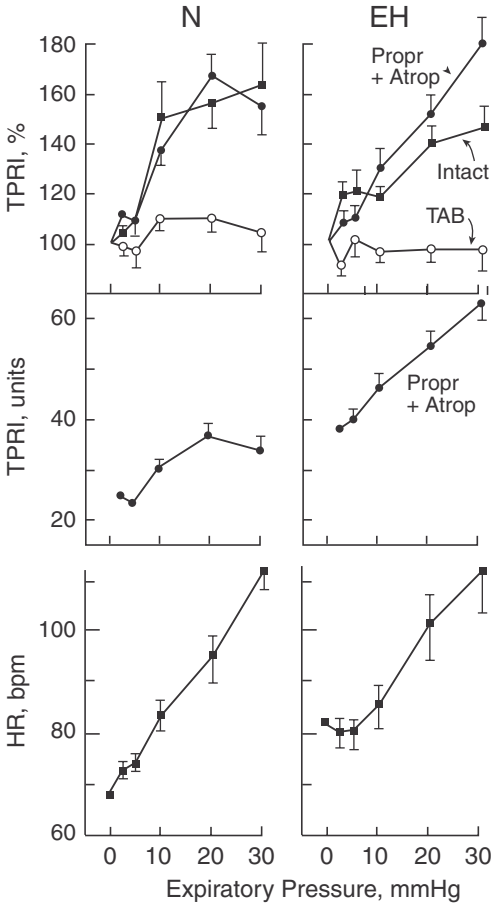 N
EH
180
160
140
120
100
TPRI, %
Propr
+ Atrop
Intact
TAB
60
40
20
TPRI, units
Propr
+ Atrop
100
80
60
HR, bpm
0 10 20 30 0 10 20 30
Expiratory Pressure, mmHg